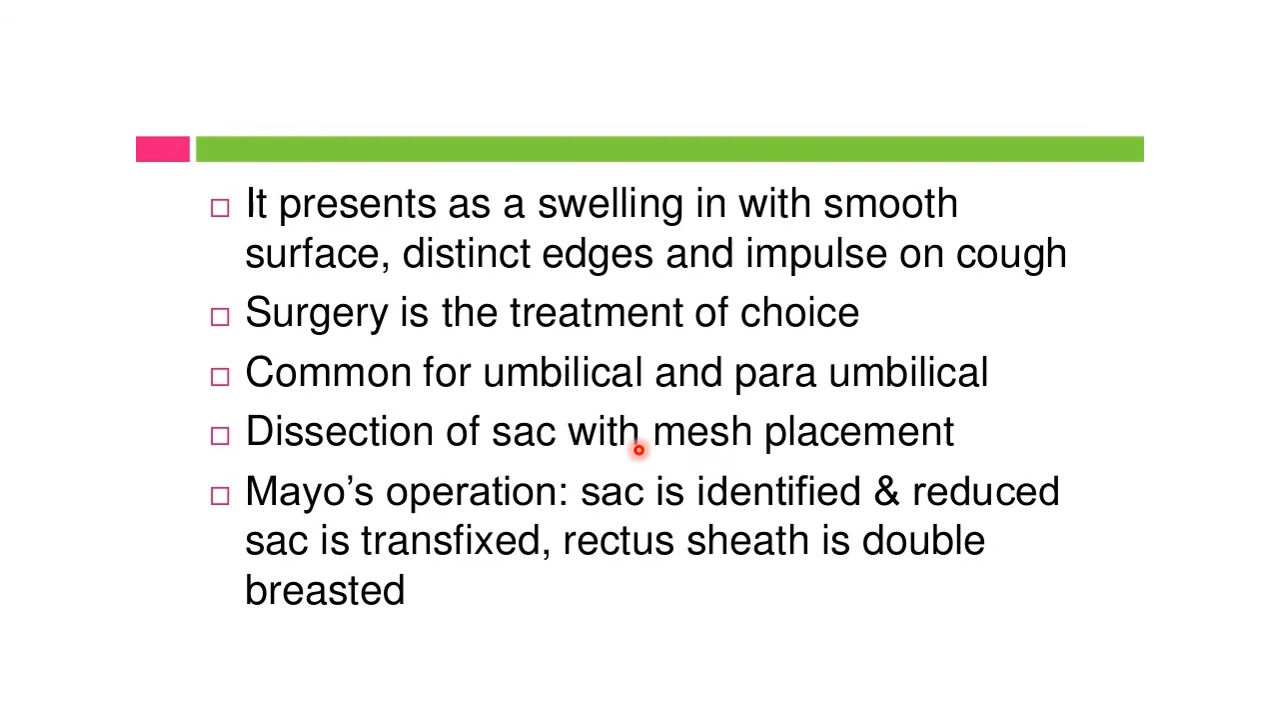 It presents as a swelling in with smooth
surface, distinct edges and impulse on cough
Surgery is the treatment of choice
Common for umbilical and para umbilical
Dissection of sac with mesh placement
Mayo’s operation: sac is identified & reduced
sac is transfixed, rectus sheath is double
breasted